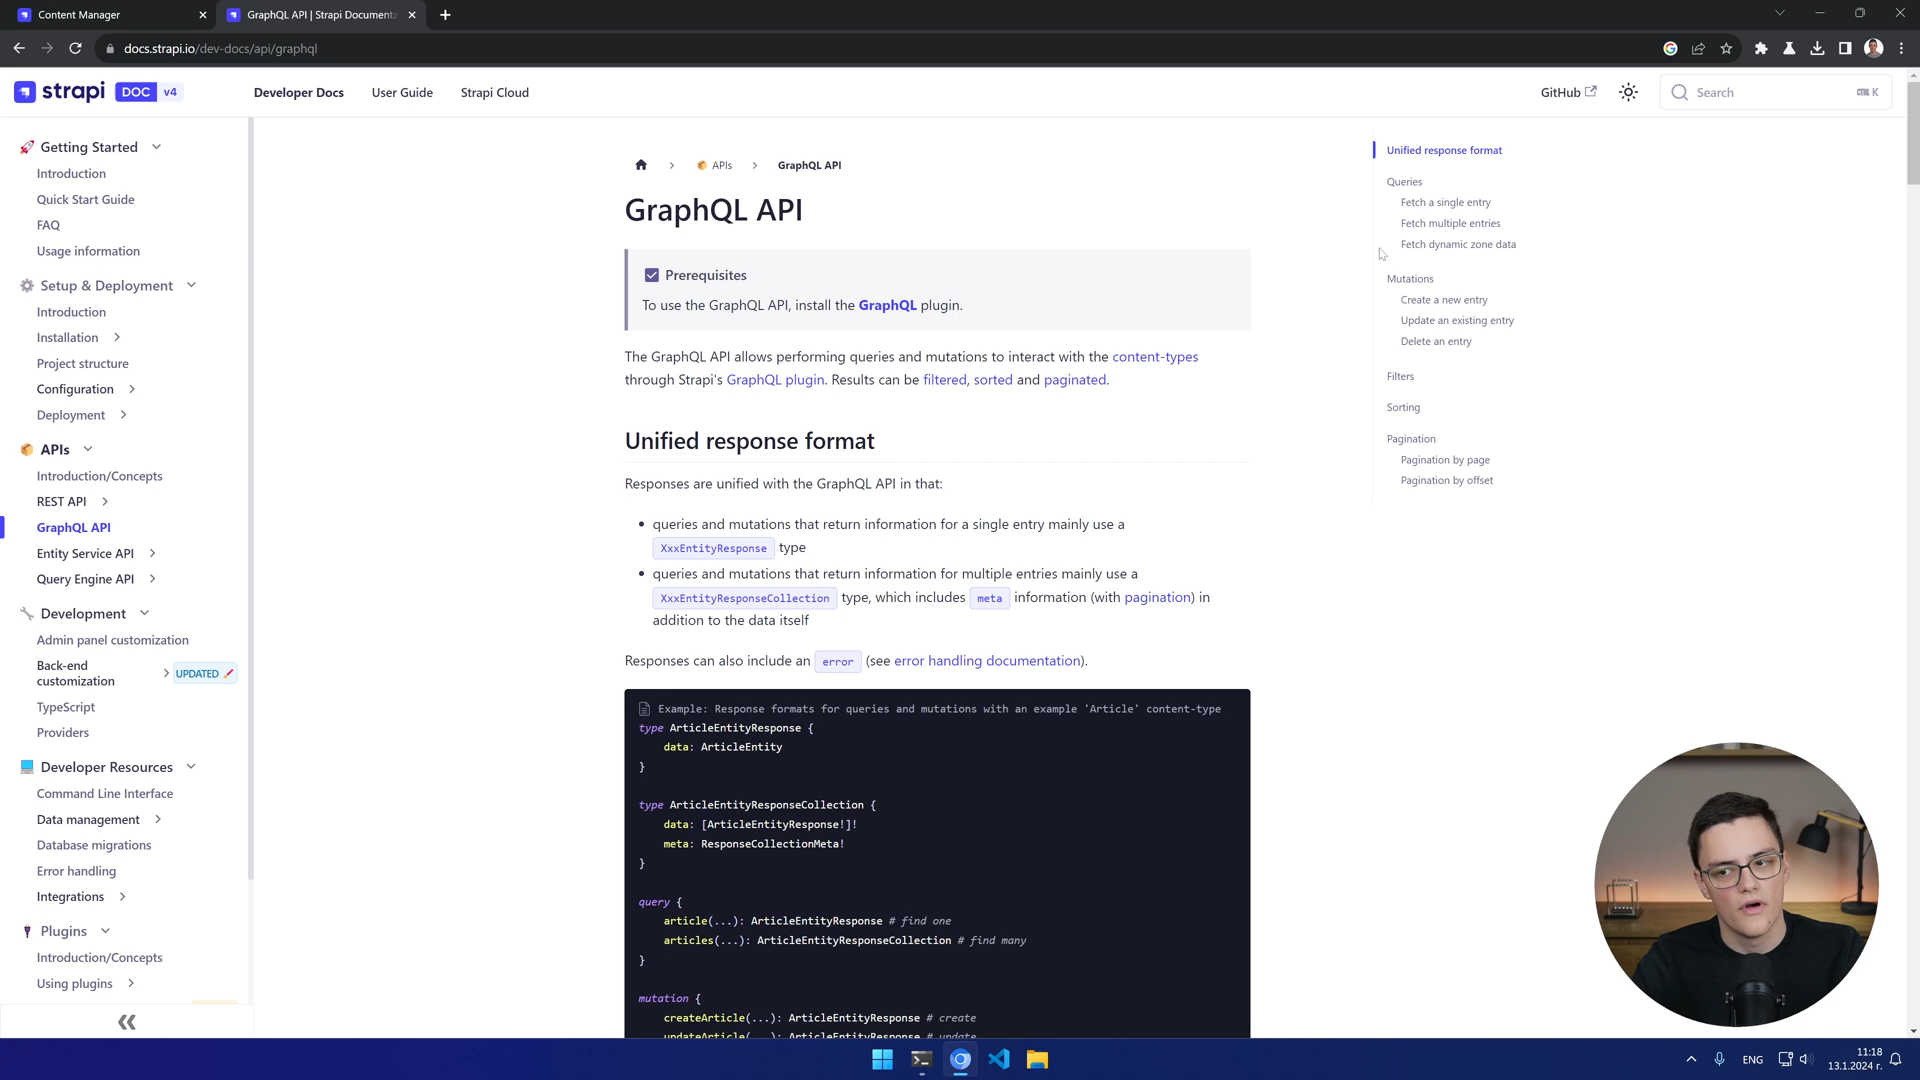 Content Manager
GraphQL API | Strapi Documenta
docs.strapi.io/dev-docs/api/graphql
strapi DOC v4
Developer Docs
User Guide
Strapi Cloud
GitHub
Search
CTRL K
Getting Started
Introduction
Quick Start Guide
FAQ
Usage information
Setup & Deployment
Introduction
Installation
Project structure
Configuration
Deployment
APIs
Introduction/Concepts
REST API
GraphQL API
Entity Service API
Query Engine API
Development
Admin panel customization
Back-end
customization
UPDATED
TypeScript
Providers
Developer Resources
Command Line Interface
Data management
Database migrations
Error handling
Integrations
Plugins
Introduction/Concepts
Using plugins
APIs
GraphQL API
GraphQL API
Prerequisites
To use the GraphQL API, install the GraphQL plugin.
The GraphQL API allows performing queries and mutations to interact with the content-types
through Strapi's GraphQL plugin. Results can be filtered, sorted and paginated.
Unified response format
Responses are unified with the GraphQL API in that:
• queries and mutations that return information for a single entry mainly use a
XxxEntityResponse type
• queries and mutations that return information for multiple entries mainly use a
XxxEntityResponseCollection type, which includes meta information (with pagination) in
addition to the data itself
Responses can also include an error (see error handling documentation).
Example: Response formats for queries and mutations with an example 'Article' content-type
type ArticleEntityResponse {
data: ArticleEntity
}
type ArticleEntityResponseCollection {
data: [ArticleEntityResponse!]!
meta: ResponseCollectionMeta!
}
query {
article(...): ArticleEntityResponse # find one
articles(...): ArticleEntityResponseCollection # find many
}
mutation {
createArticle(...): ArticleEntityResponse # create
updateArticle(...): ArticleEntityResponse # update
Unified response format
Queries
Fetch a single entry
Fetch multiple entries
Fetch dynamic zone data
Mutations
Create a new entry
Update an existing entry
Delete an entry
Filters
Sorting
Pagination
Pagination by page
Pagination by offset
ENG
11:18
13.1.2024 г.